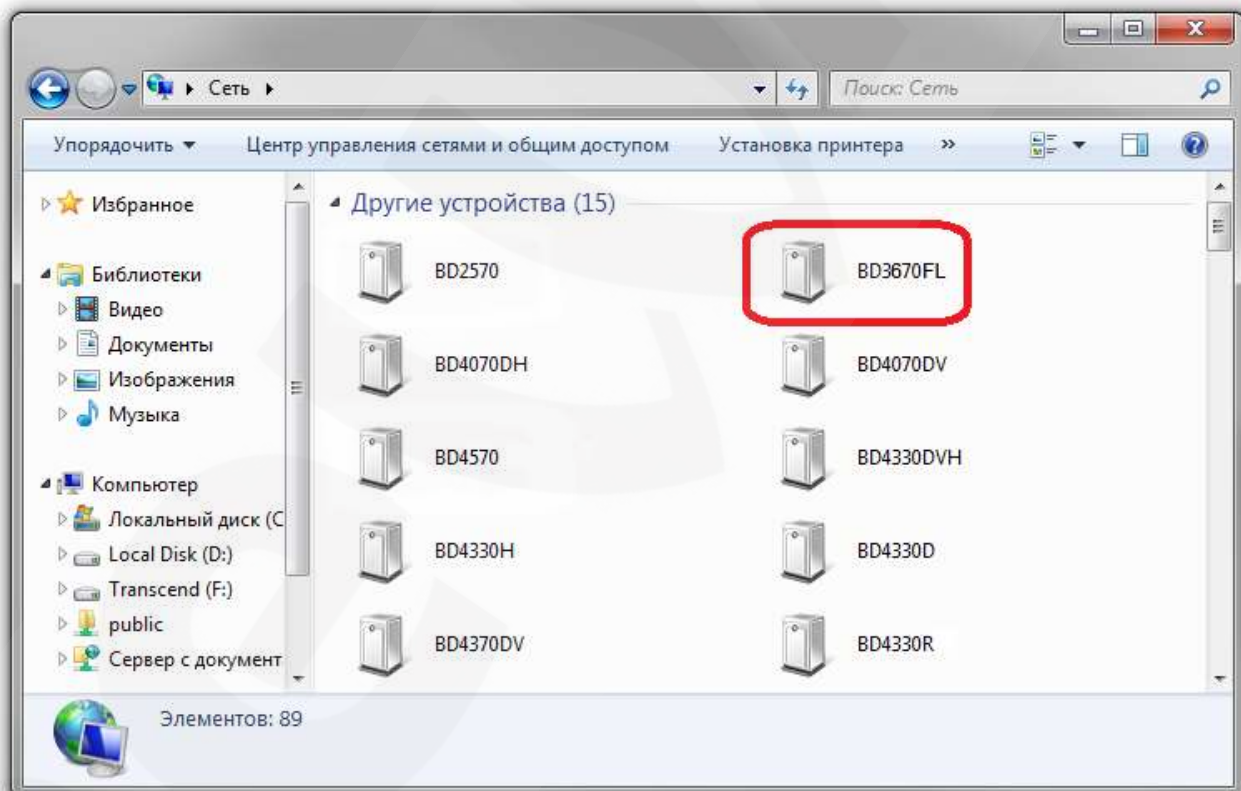 Сеть
Поиск: Сеть
Упорядочить
Центр управления сетями и общим доступом
Установка принтера
»
Избранное
Библиотеки
Видео
Документы
Изображения
Музыка
Компьютер
Локальный диск (C
Local Disk (D:)
Transcend (F:)
public
Сервер с документ
Другие устройства (15)
BD2570
BD3670FL
BD4070DH
BD4070DV
BD4570
BD4330DVH
BD4330H
BD4330D
BD4370DV
BD4330R
Элементов: 89